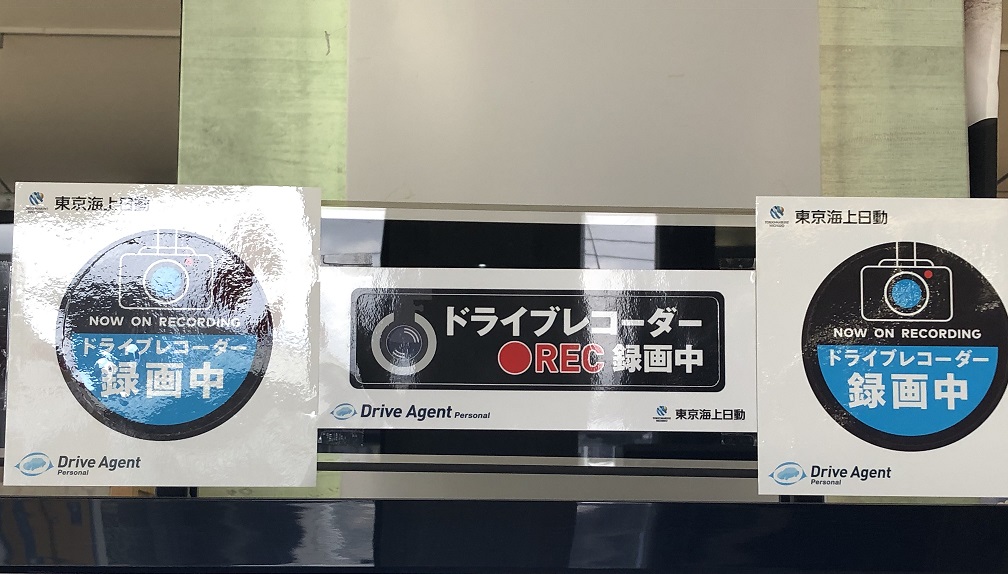 東京海上日動
NOW ON RECORDING
ドライブレコーダー
録画中
Drive Agent
Personal
ドライブレコーダー
REC 録画中
Drive Agent Personal
東京海上日動
東京海上日動
NOW ON RECORDING
ドライブレコーダー
録画中
Drive Agent
Personal